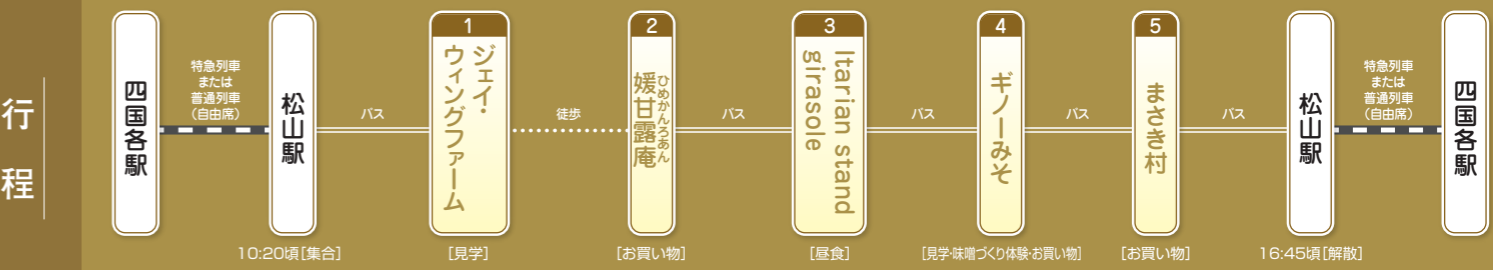 行程
四国各駅
特急列車
または
普通列車
(自由席)
松山駅
10:20頃[集合]
バス
1
ジェイ・
ウィングファーム
[見学]
徒歩
2
媛甘露庵
ひめかんろあん
[お買い物]
バス
3
Itarian stand
girasole
[昼食]
バス
4
ギノーみそ
[見学・味噌づくり体験・お買い物]
バス
5
まさき村
[お買い物]
バス
松山駅
16:45頃[解散]
特急列車
または
普通列車
(自由席)
四国各駅